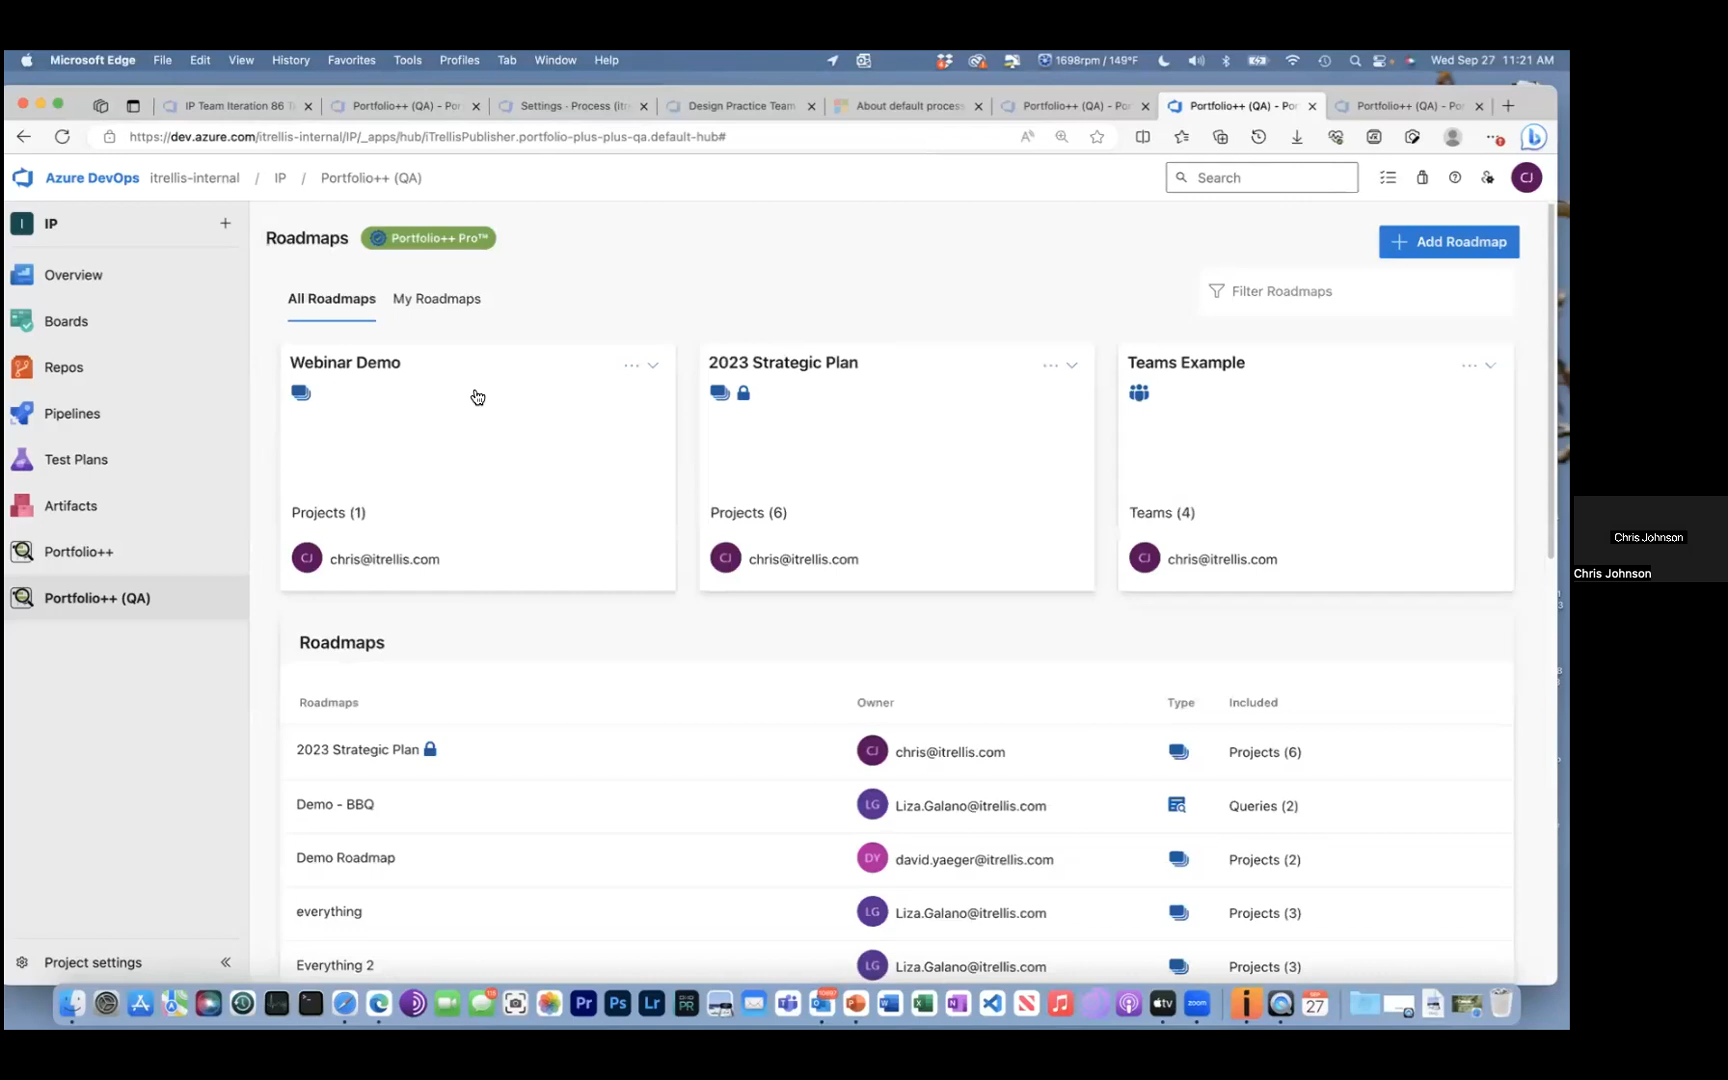 Microsoft Edge File Edit View History Favorites Tools Profiles Tab Window Help 1698rpm / 149°F Wed Sep 27 11:21 AM
IP Team Iteration 86 Portfolio++ (QA) - Por Settings - Process (itr Design Practice Team About default process Portfolio++ (QA) - Por Portfolio++ (QA) - Por Portfolio++ (QA) - Por
https://dev.azure.com/itrellis-internal/IP/_apps/hub/iTrellisPublisher.portfolio-plus-plus-qa.default-hub#
Azure DevOps itrellis-internal / IP / Portfolio++ (QA) Search CJ
I IP
Overview
Boards
Repos
Pipelines
Test Plans
Artifacts
Portfolio++
Portfolio++ (QA)
Project settings
Roadmaps Portfolio++ Pro™ Add Roadmap
All Roadmaps My Roadmaps Filter Roadmaps
Webinar Demo
Projects (1)
CJ chris@itrellis.com
2023 Strategic Plan
Projects (6)
CJ chris@itrellis.com
Teams Example
Teams (4)
CJ chris@itrellis.com
Roadmaps
Roadmaps Owner Type Included
2023 Strategic Plan CJ chris@itrellis.com Projects (6)
Demo - BBQ LG Liza.Galano@itrellis.com Queries (2)
Demo Roadmap DY david.yaeger@itrellis.com Projects (2)
everything LG Liza.Galano@itrellis.com Projects (3)
Everything 2 LG Liza.Galano@itrellis.com Projects (3)
Pr Ps Lr PR tv zoom i SEP 27
Chris Johnson
Chris Johnson